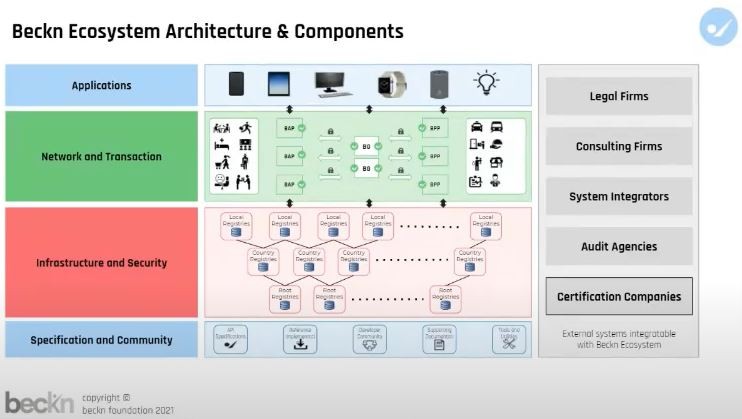 Beckn Ecosystem Architecture & Components
Applications
Network and Transaction
BAP
BAP
BAP
BG
BG
BPP
BPP
BPP
Infrastructure and Security
Local
Registries
Local
Registries
Local
Registries
Local
Registries
Local
Registries
Country
Registries
Country
Registries
Country
Registries
Country
Registries
Root
Registries
Root
Registries
Root
Registries
Specification and Community
API
Specifications
Reference
Developer
Community
Supporting
Tools and
Utilities
Legal Firms
Consulting Firms
System Integrators
Audit Agencies
Certification Companies
External systems integratable
with Beckn Ecosystem
beckn
copyright ©
beckn foundation 2021